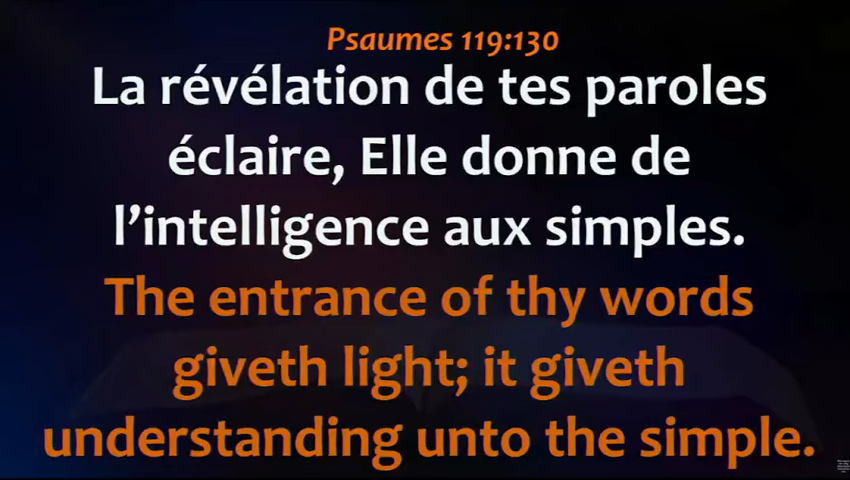 Psaumes 119:130
La révélation de tes paroles
éclaire, Elle donne de
l’intelligence aux simples.
The entrance of thy words
giveth light; it giveth
understanding unto the simple.